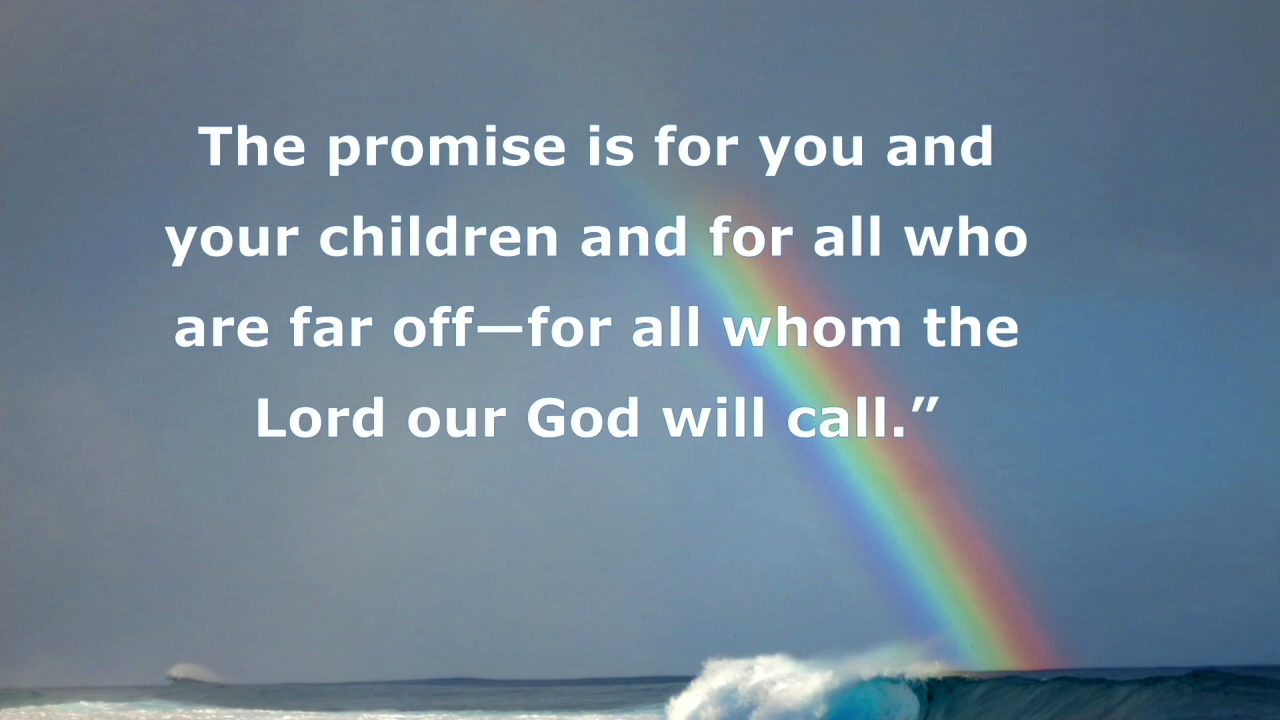 The promise is for you and
your children and for all who
are far off—for all whom the
Lord our God will call.”